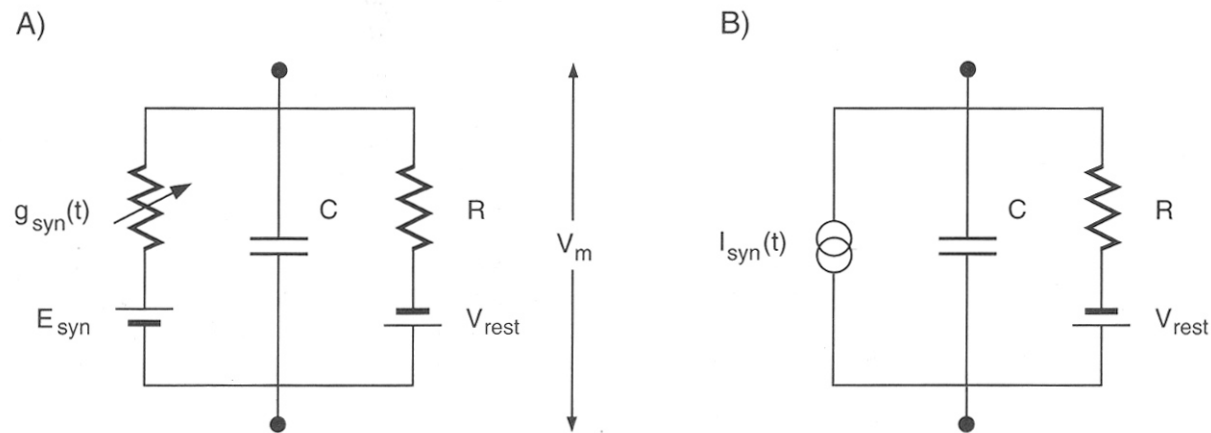 A)
g_syn(t)
C
R
E_syn
V_rest
V_m
B)
I_syn(t)
C
R
V_rest